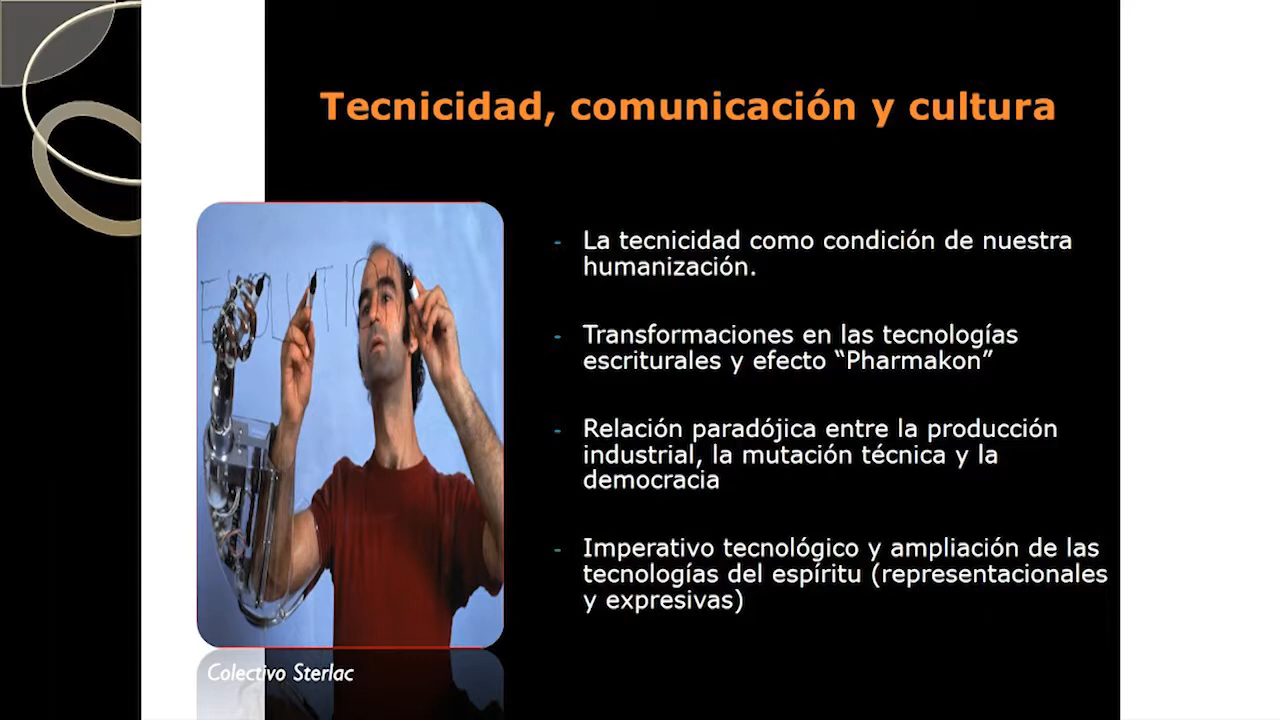 Tecnicidad, comunicación y cultura
- La tecnicidad como condición de nuestra
humanización.
- Transformaciones en las tecnologías
escriturales y efecto “Pharmakon”
- Relación paradójica entre la producción
industrial, la mutación técnica y la
democracia
- Imperativo tecnológico y ampliación de las
tecnologías del espíritu (representacionales
y expresivas)
Colectivo Sterlac